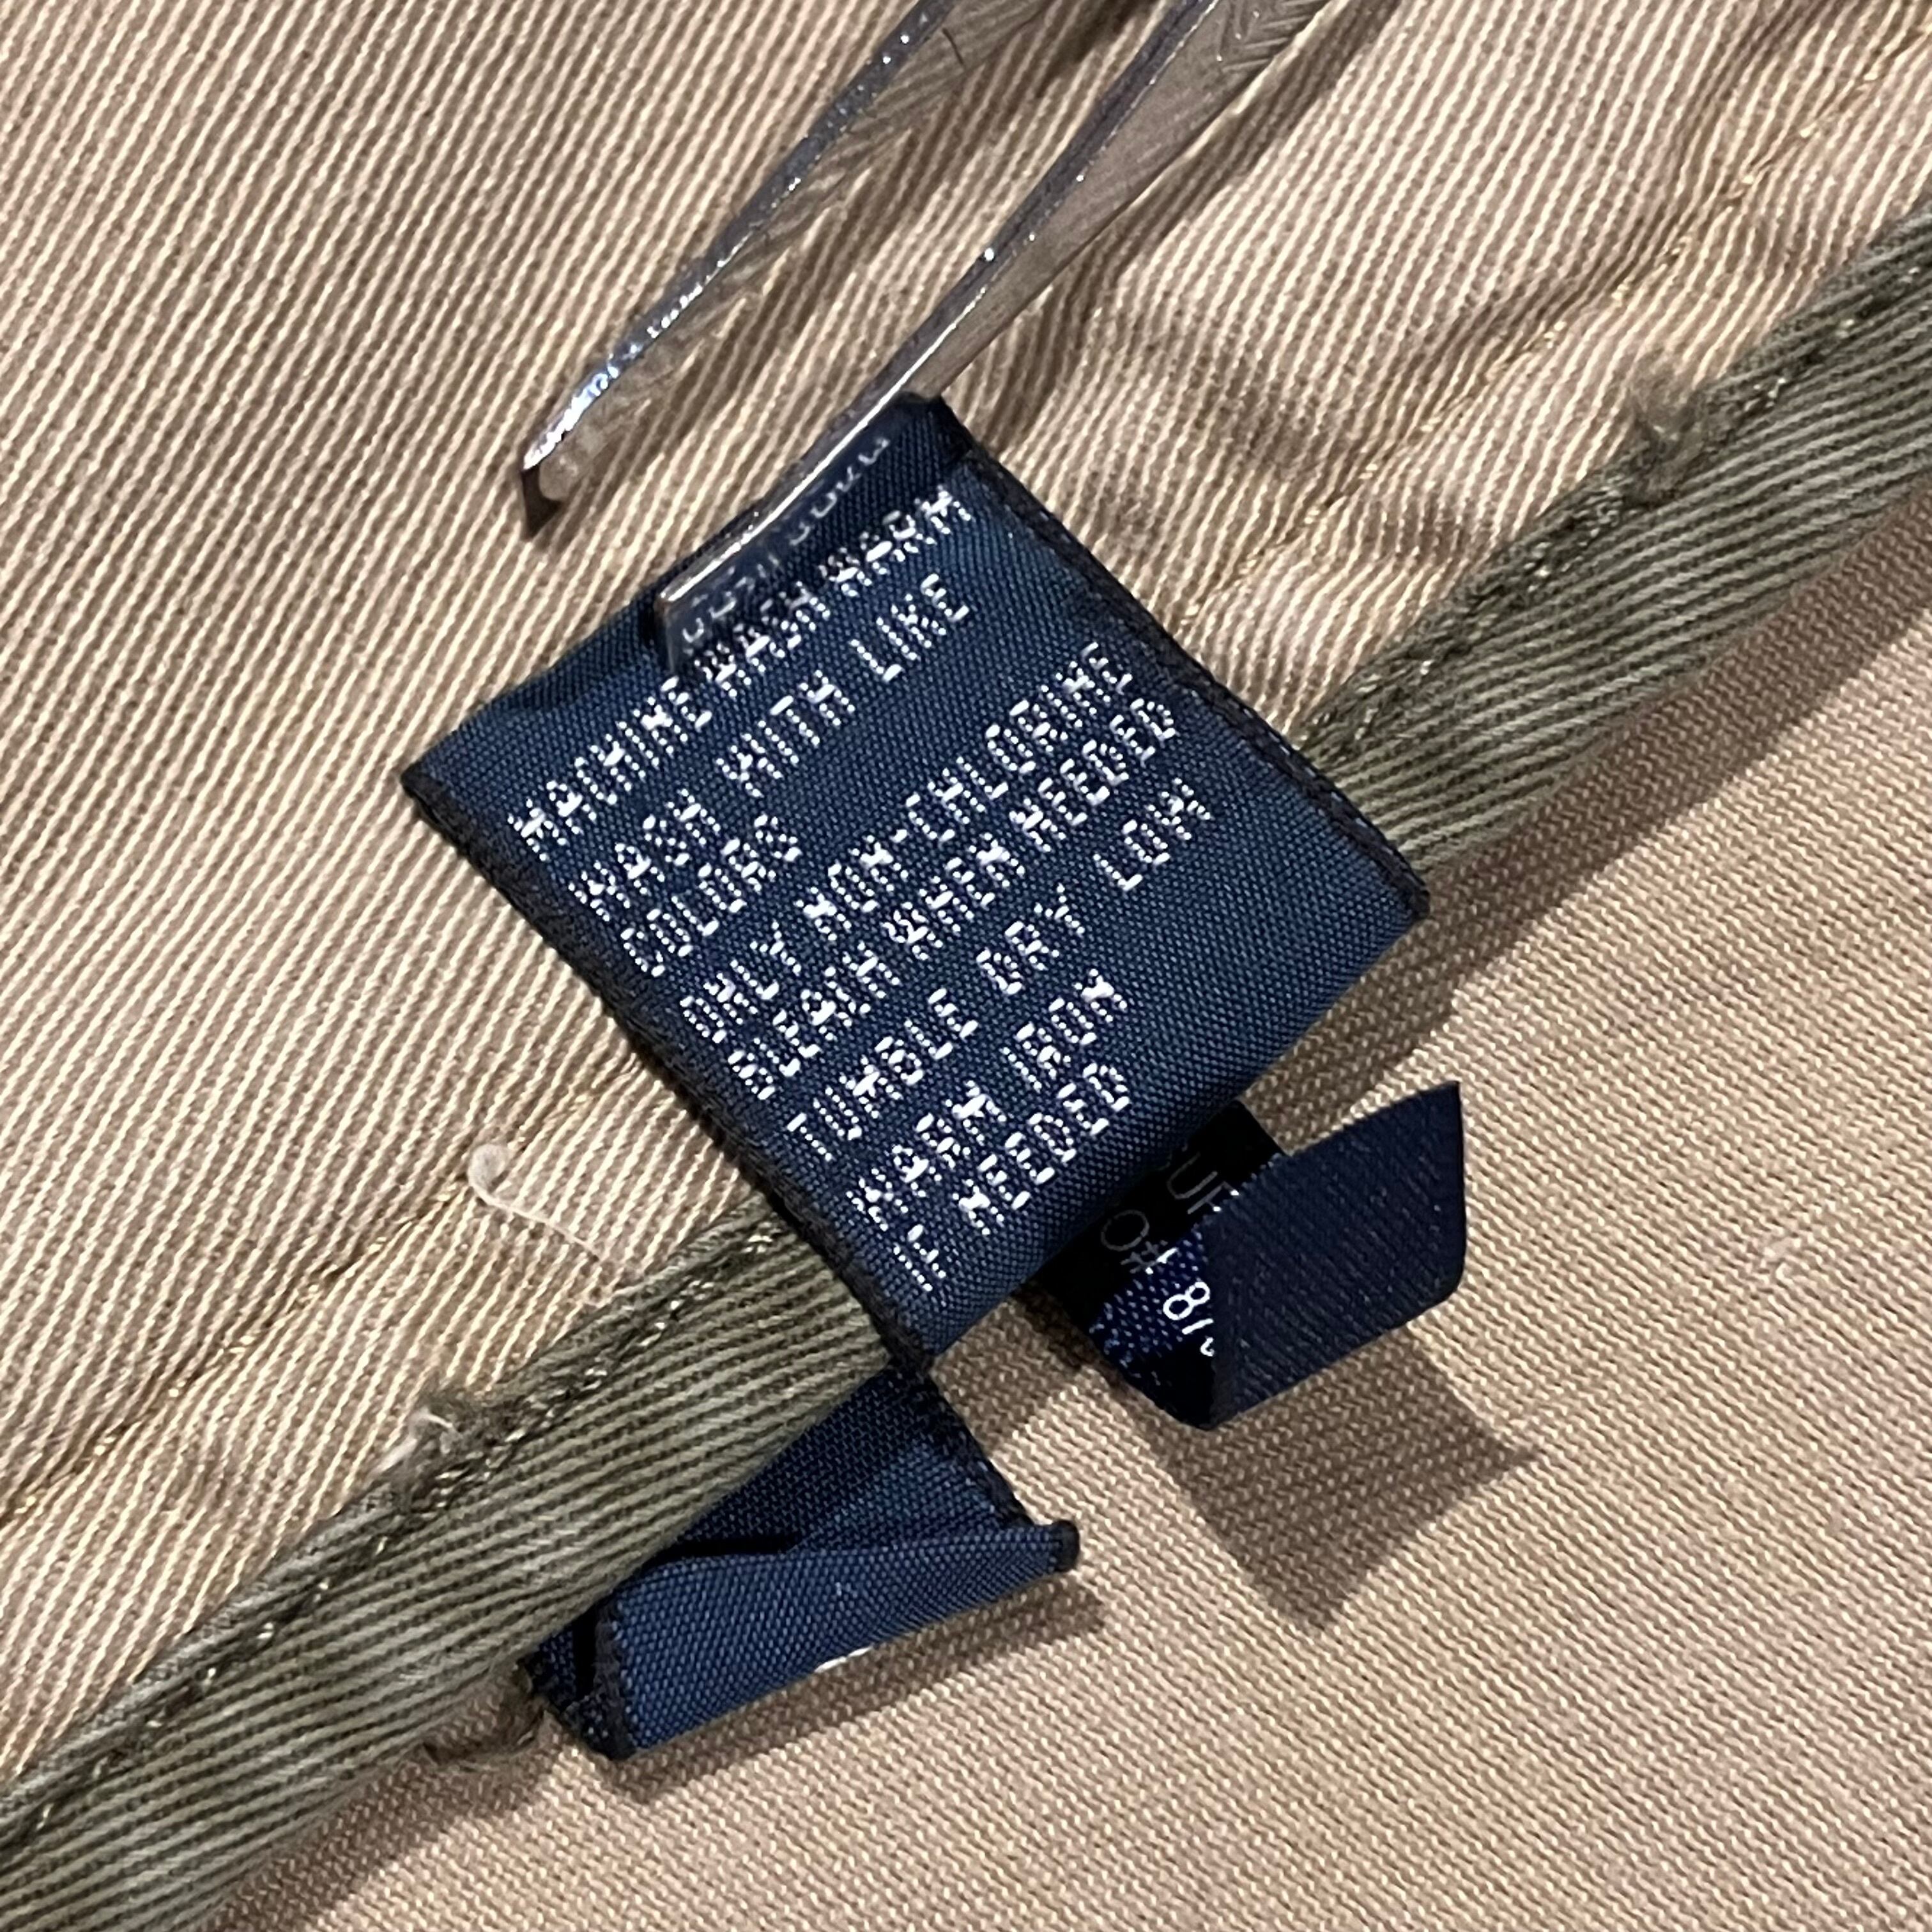 MACHINE WASH WARM
WASH WITH LIKE
COLORS
ONLY NON-CHLORINE
BLEACH WHEN NEEDED
TUMBLE DRY LOW
WARM IRON
IF NEEDED
O# 8/